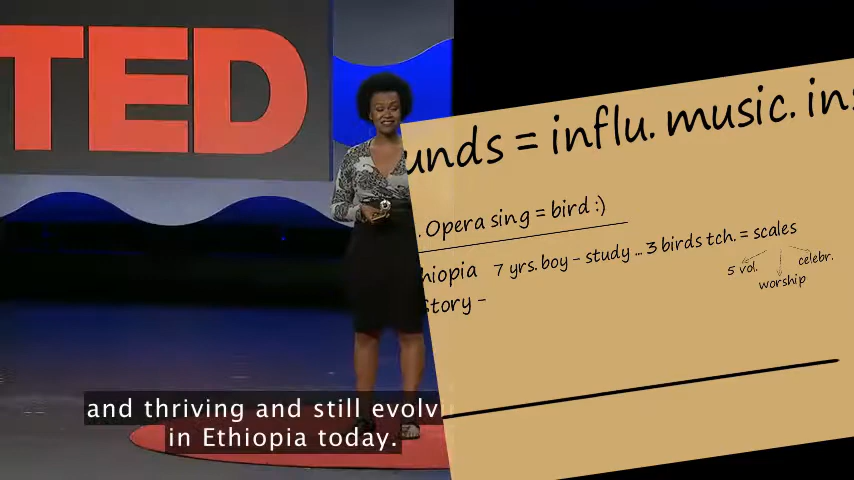 TED
unds = influ. music. ins
. Opera sing = bird :)
hiopia 7 yrs. boy - study ... 3 birds tch. = scales
5 vol. worship celebr.
story -
and thriving and still evolv
in Ethiopia today.